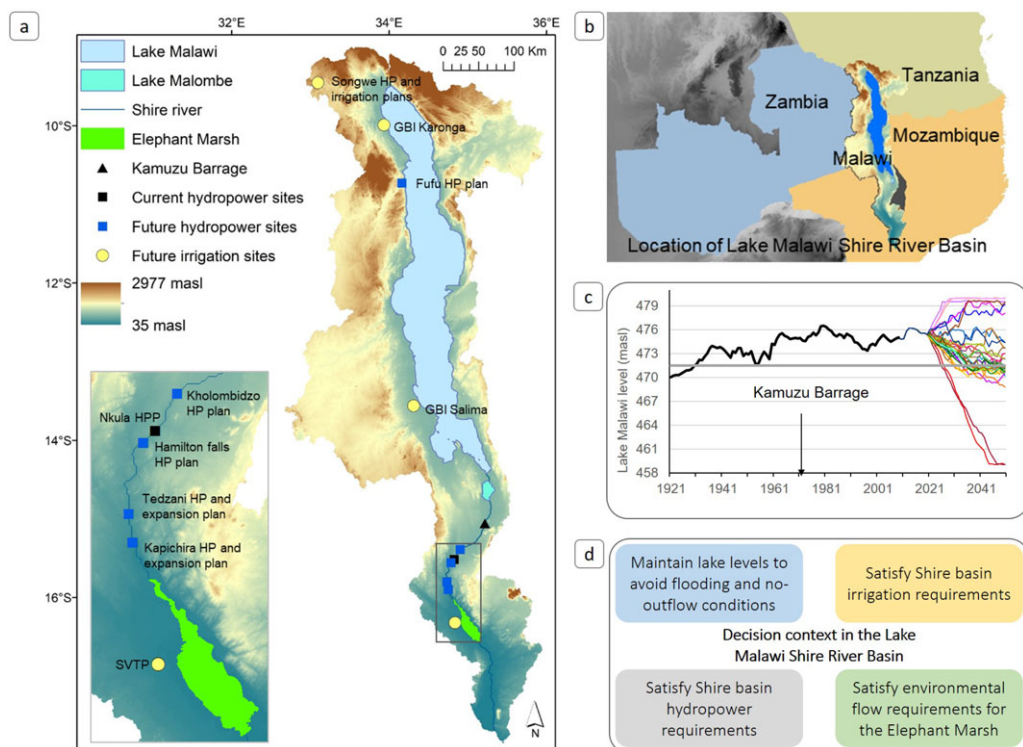 a
32°E
34°E
36°E
Lake Malawi
Lake Malombe
Shire river
Elephant Marsh
Kamuzu Barrage
Current hydropower sites
Future hydropower sites
Future irrigation sites
2977 masl
35 masl
10°S
12°S
14°S
16°S
0 25 50 100 Km
Songwe HP and
irrigation plans
GBI Karonga
Fufu HP plan
GBI Salima
N
Kholombidzo
HP plan
Nkula HPP
Hamilton falls
HP plan
Tedzani HP and
expansion plan
Kapichira HP and
expansion plan
SVTP
b
Tanzania
Zambia
Mozambique
Malawi
Location of Lake Malawi Shire River Basin
c
Lake Malawi level (masl)
479
476
473
470
467
464
461
458
Kamuzu Barrage
1921 1941 1961 1981 2001 2021 2041
d
Maintain lake levels to
avoid flooding and no-
outflow conditions
Satisfy Shire basin
irrigation requirements
Decision context in the Lake
Malawi Shire River Basin
Satisfy Shire basin
hydropower
requirements
Satisfy environmental
flow requirements for
the Elephant Marsh